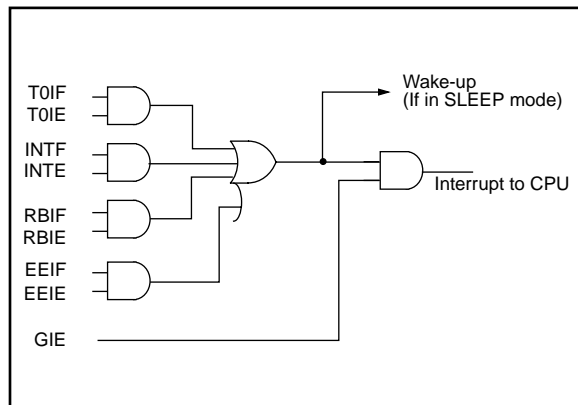 T0IF
T0IE
INTF
INTE
RBIF
RBIE
EEIF
EEIE
GIE
Wake-up
(If in SLEEP mode)
Interrupt to CPU